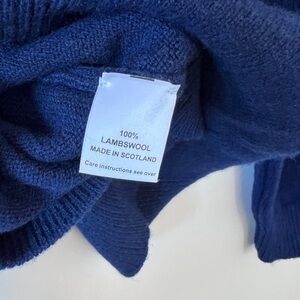 100%
LAMBSWOOL
MADE IN SCOTLAND
Care instructions see over